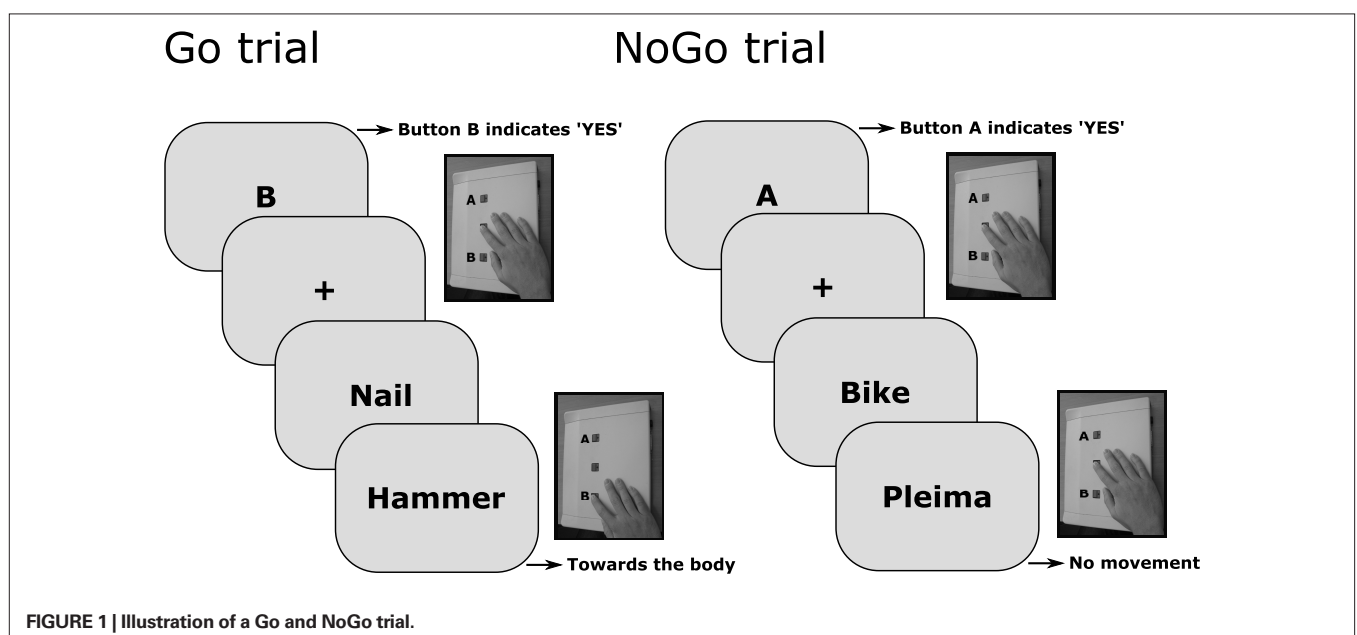 Go trial
NoGo trial
Button B indicates 'YES'
B
A
B
+
Nail
Hammer
A
B
Towards the body
Button A indicates 'YES'
A
A
B
+
Bike
Pleima
A
B
No movement
FIGURE 1 | Illustration of a Go and NoGo trial.